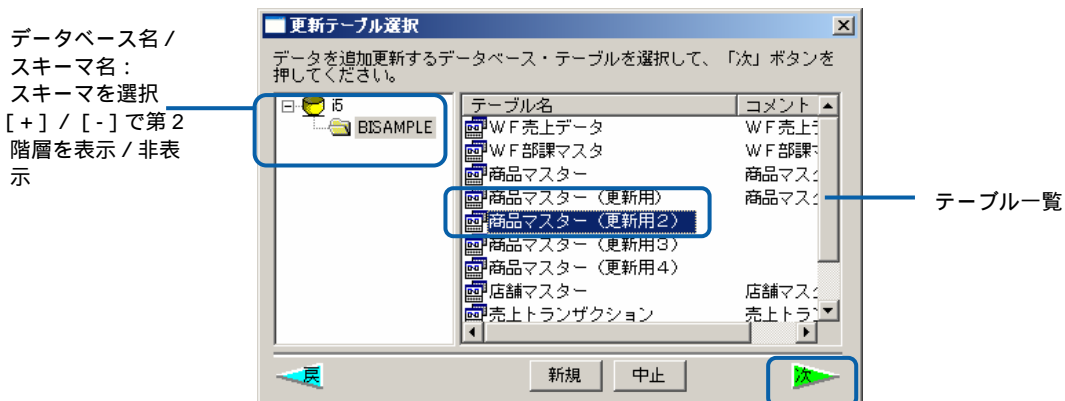 データベース名 /
スキーマ名 :
スキーマを選択
[ + ] / [ - ] で第２
階層を表示 / 非表
示
更新テーブル選択
データを追加更新するデータベース・テーブルを選択して、「次」ボタンを
押してください。
i5
BISAMPLE
テーブル名 コメント
ＷＦ売上データ ＷＦ売上
ＷＦ部課マスタ ＷＦ部課
商品マスター 商品マス
商品マスター（更新用） 商品マス
商品マスター（更新用２）
商品マスター（更新用３）
商品マスター（更新用４）
店舗マスター 店舗マス
売上トランザクション 売上トラ
テーブル一覧
戻 新規 中止 次